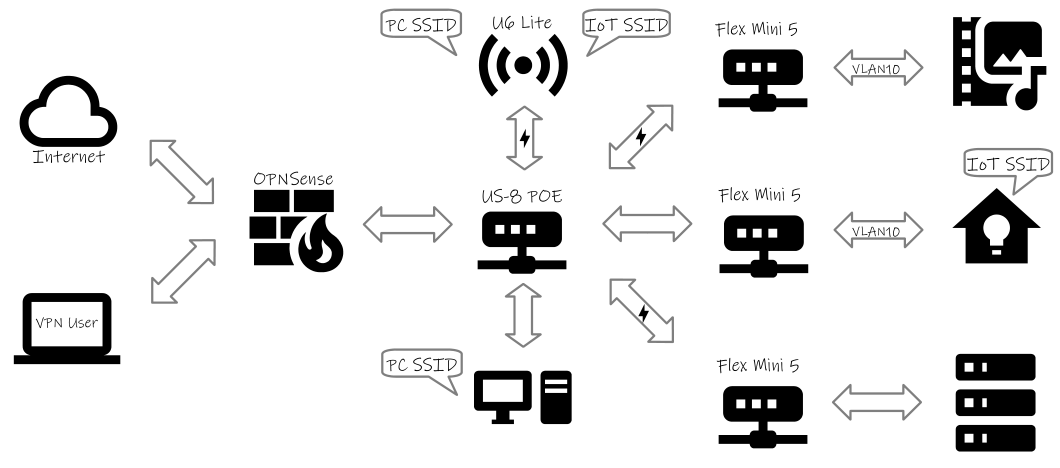 PC SSID
U6 Lite
IoT SSID
Flex Mini 5
VLAN10
Internet
OPNSense
US-8 POE
Flex Mini 5
VLAN10
IoT SSID
VPN User
PC SSID
Flex Mini 5